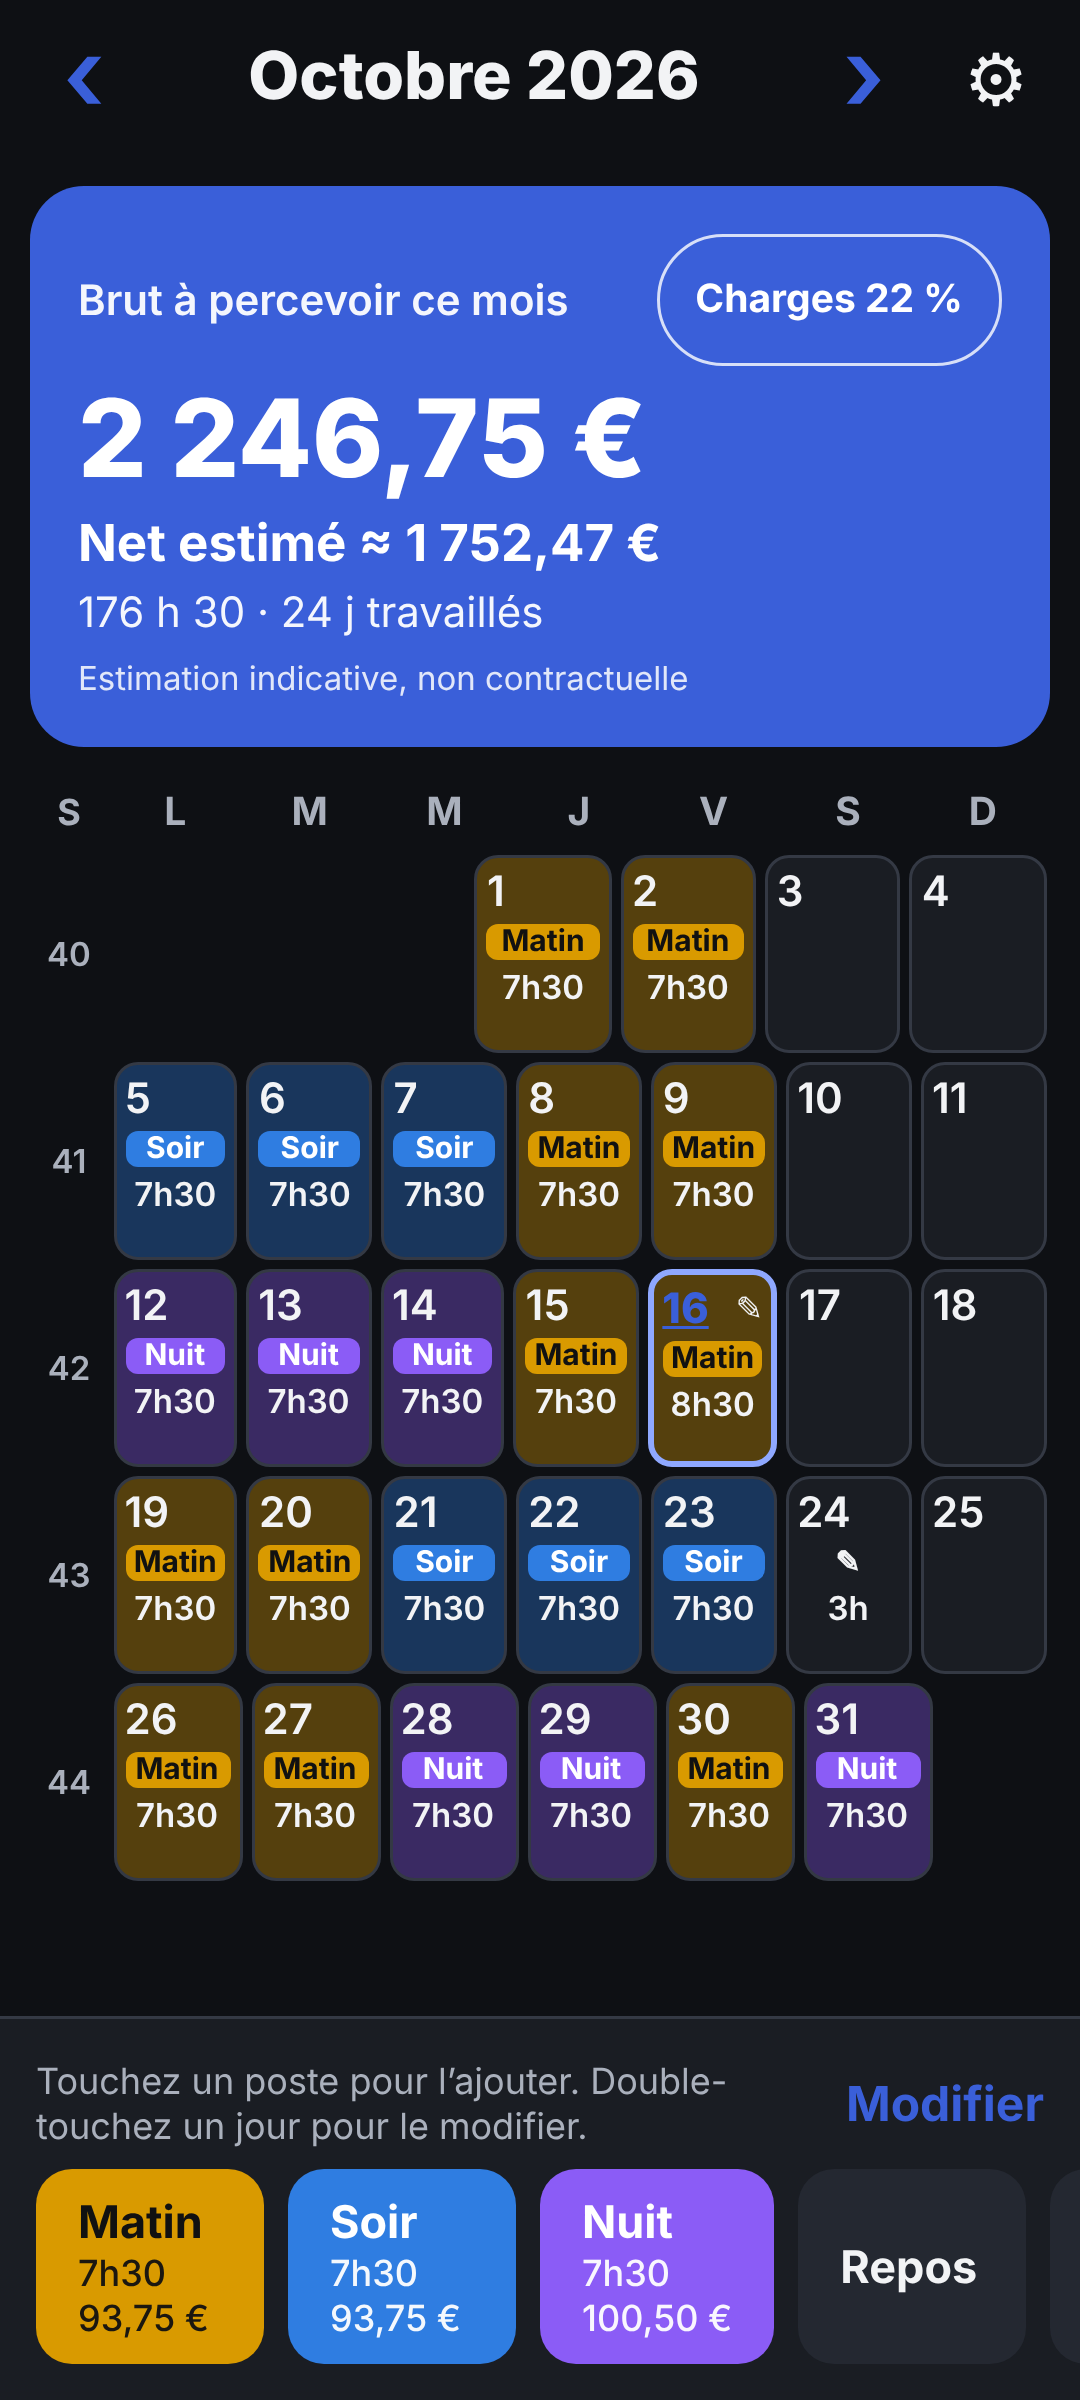 ‹ Octobre 2026 › ⚙
Brut à percevoir ce mois
Charges 22 %
2 246,75 €
Net estimé ≈ 1 752,47 €
176 h 30 · 24 j travaillés
Estimation indicative, non contractuelle
S L M M J V S D
40
1 2 3 4
Matin Matin
7h30 7h30
41
5 6 7 8 9 10 11
Soir Soir Soir Matin Matin
7h30 7h30 7h30 7h30 7h30
42
12 13 14 15 16 ✎ 17 18
Nuit Nuit Nuit Matin Matin
7h30 7h30 7h30 7h30 8h30
43
19 20 21 22 23 24 25
Matin Matin Soir Soir Soir ✎
7h30 7h30 7h30 7h30 7h30 3h
44
26 27 28 29 30 31
Matin Matin Nuit Nuit Matin Nuit
7h30 7h30 7h30 7h30 7h30 7h30
Touchez un poste pour l’ajouter. Double-
touchez un jour pour le modifier.
Modifier
Matin
7h30
93,75 €
Soir
7h30
93,75 €
Nuit
7h30
100,50 €
Repos